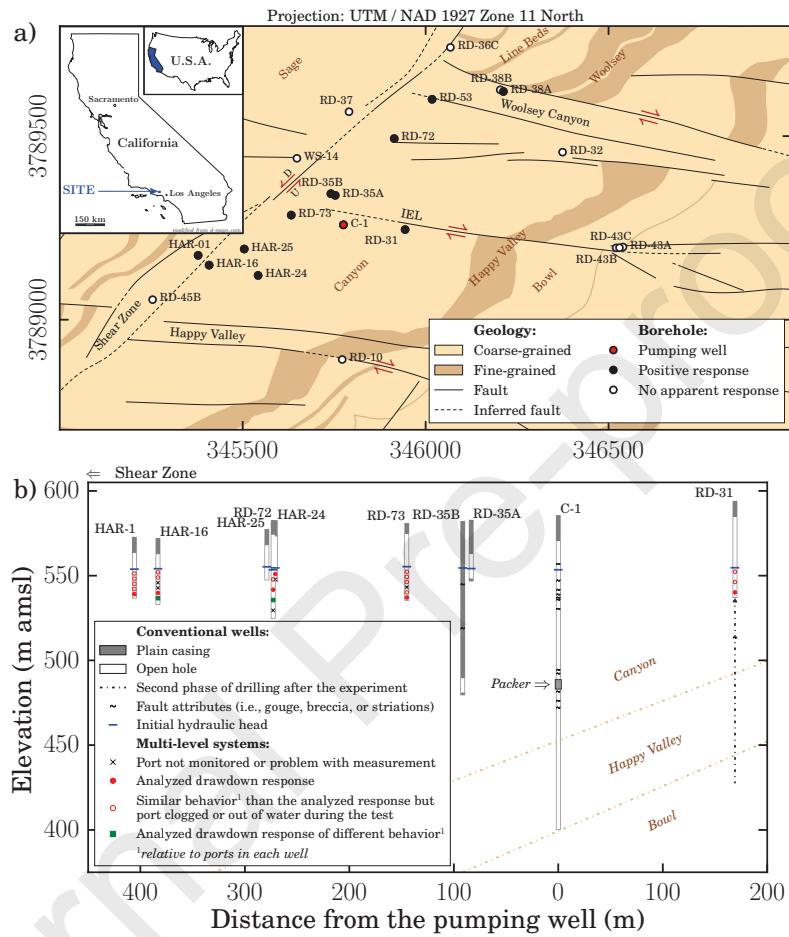 Projection: UTM / NAD 1927 Zone 11 North
a)
U.S.A.
Sacramento
California
SITE
Los Angeles
150 km
modified from d-maps.com
Sage
RD-36C
Line Beds
Woolsey
RD-38B
RD-38A
RD-37
RD-53
Woolsey Canyon
RD-72
RD-32
WS-14
D
U
RD-35B
RD-35A
RD-73
IEL
C-1
RD-31
HAR-01
HAR-25
HAR-16
HAR-24
Canyon
Happy Valley
Bowl
RD-43C
RD-43A
RD-43B
RD-45B
Shear Zone
Happy Valley
RD-10
3789500
3789000
Geology:
Coarse-grained
Fine-grained
Fault
Inferred fault
Borehole:
Pumping well
Positive response
No apparent response
345500
346000
346500
b)
⇐ Shear Zone
Elevation (m amsl)
600
550
500
450
400
HAR-1
HAR-16
RD-72
HAR-25
HAR-24
RD-73
RD-35B
RD-35A
C-1
RD-31
Packer ⇒
Canyon
Happy Valley
Bowl
Conventional wells:
Plain casing
Open hole
Second phase of drilling after the experiment
Fault attributes (i.e., gouge, breccia, or striations)
Initial hydraulic head
Multi-level systems:
Port not monitored or problem with measurement
Analyzed drawdown response
Similar behavior¹ than the analyzed response but
port clogged or out of water during the test
Analyzed drawdown response of different behavior¹
¹relative to ports in each well
400
300
200
100
0
100
200
Distance from the pumping well (m)
rnal Pre-proo